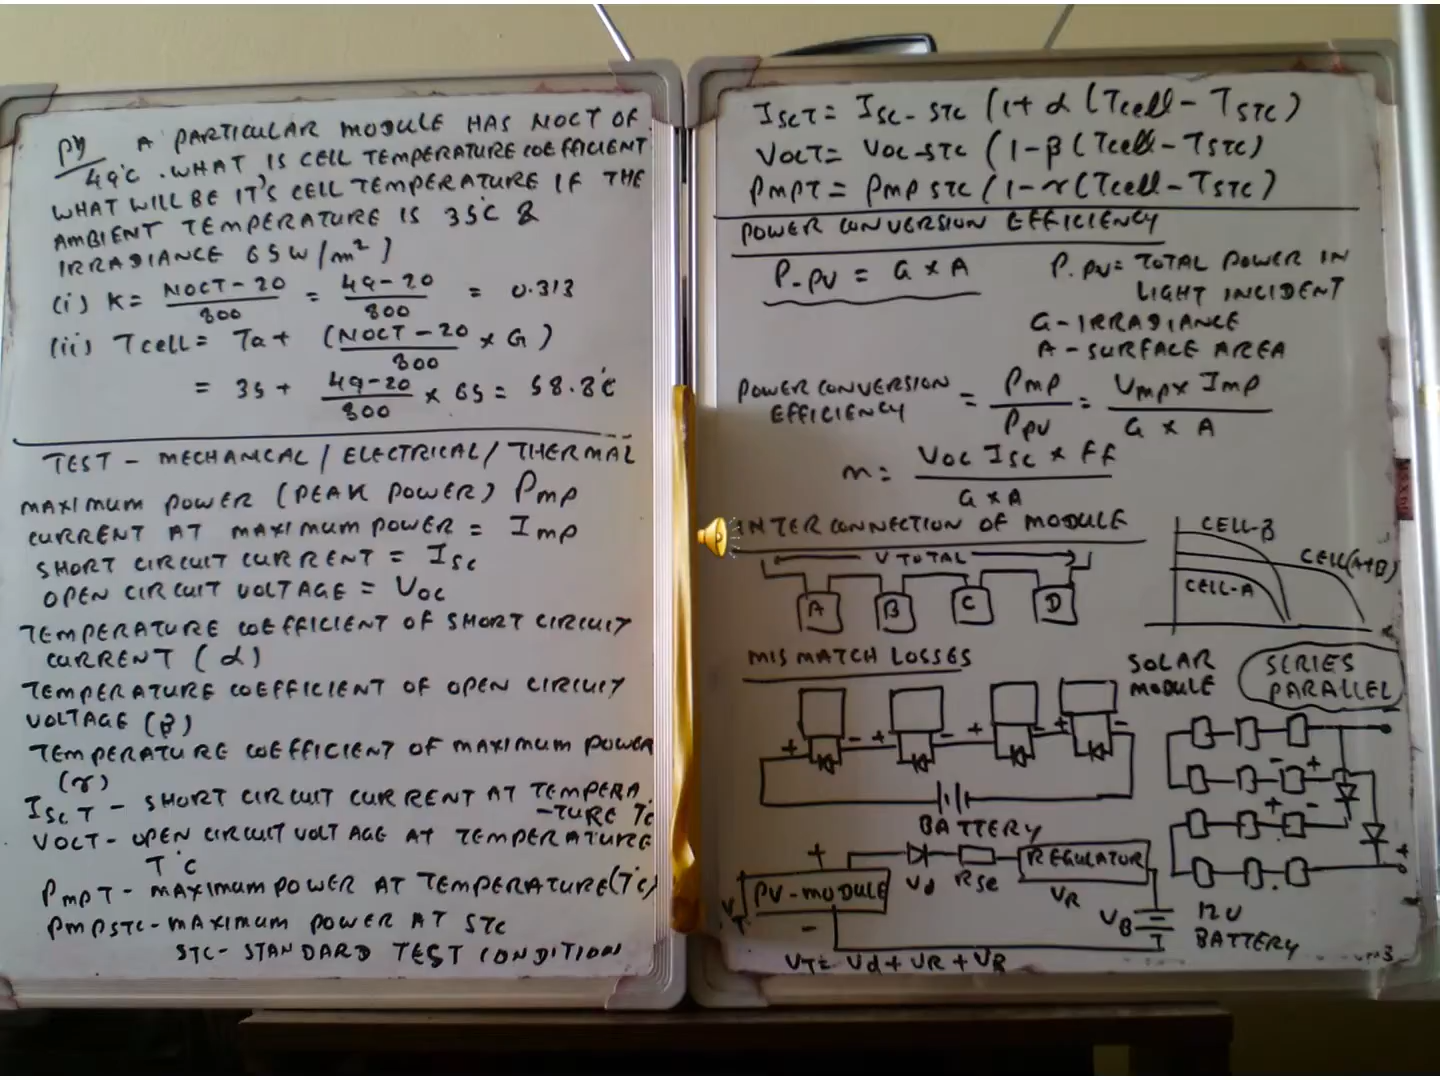 P1/ A PARTICULAR MODULE HAS NOCT OF
49°C. WHAT IS CELL TEMPERATURE COEFFICIENT
WHAT WILL BE IT'S CELL TEMPERATURE IF THE
AMBIENT TEMPERATURE IS 35°C &
IRRADIANCE 65W/m²)
(i) K = NOCT-20/800 = 49-20/800 = 0.313
(ii) Tcell = Ta + (NOCT-20/800 × G)
= 35 + 49-20/800 × 65 = 58.8°C
TEST - MECHANICAL / ELECTRICAL / THERMAL
MAXIMUM POWER (PEAK POWER) Pmp
CURRENT AT MAXIMUM POWER = Imp
SHORT CIRCUIT CURRENT = Isc
OPEN CIRCUIT VOLTAGE = Voc
TEMPERATURE COEFFICIENT OF SHORT CIRCUIT
CURRENT (α)
TEMPERATURE COEFFICIENT OF OPEN CIRCUIT
VOLTAGE (β)
TEMPERATURE COEFFICIENT OF MAXIMUM POWER
(γ)
IscT - SHORT CIRCUIT CURRENT AT TEMPERA
-TURE Tc
VOCT - OPEN CIRCUIT VOLTAGE AT TEMPERATURE
T°C
PmpT - MAXIMUM POWER AT TEMPERATURE (T°C)
PmpSTC - MAXIMUM POWER AT STC
STC - STANDARD TEST CONDITION
IscT = Isc-STC (1+α(Tcell-TSTC)
VOCT = VOC-STC (1-β(Tcell-TSTC)
PmpT = PmpSTC (1-γ(Tcell-TSTC)
POWER CONVERSION EFFICIENCY
P-PV = G × A
P.PV = TOTAL POWER IN
LIGHT INCIDENT
G - IRRADIANCE
A - SURFACE AREA
POWER CONVERSION EFFICIENCY = Pmp/PPV = Vmp × Imp/G × A
η = Voc Isc × FF/G × A
INTER CONNECTION OF MODULE
V TOTAL
A B C D
CELL-B
CELL(A+B)
CELL-A
MISMATCH LOSSES
SOLAR
MODULE
SERIES
PARALLEL
+ - + - + - + -
BATTERY
- +
+ -
+
+
PV-MODULE
VT
-
Vd
Rse
REGULATOR
VR
VB
12V
BATTERY
VT = Vd + VR + VB